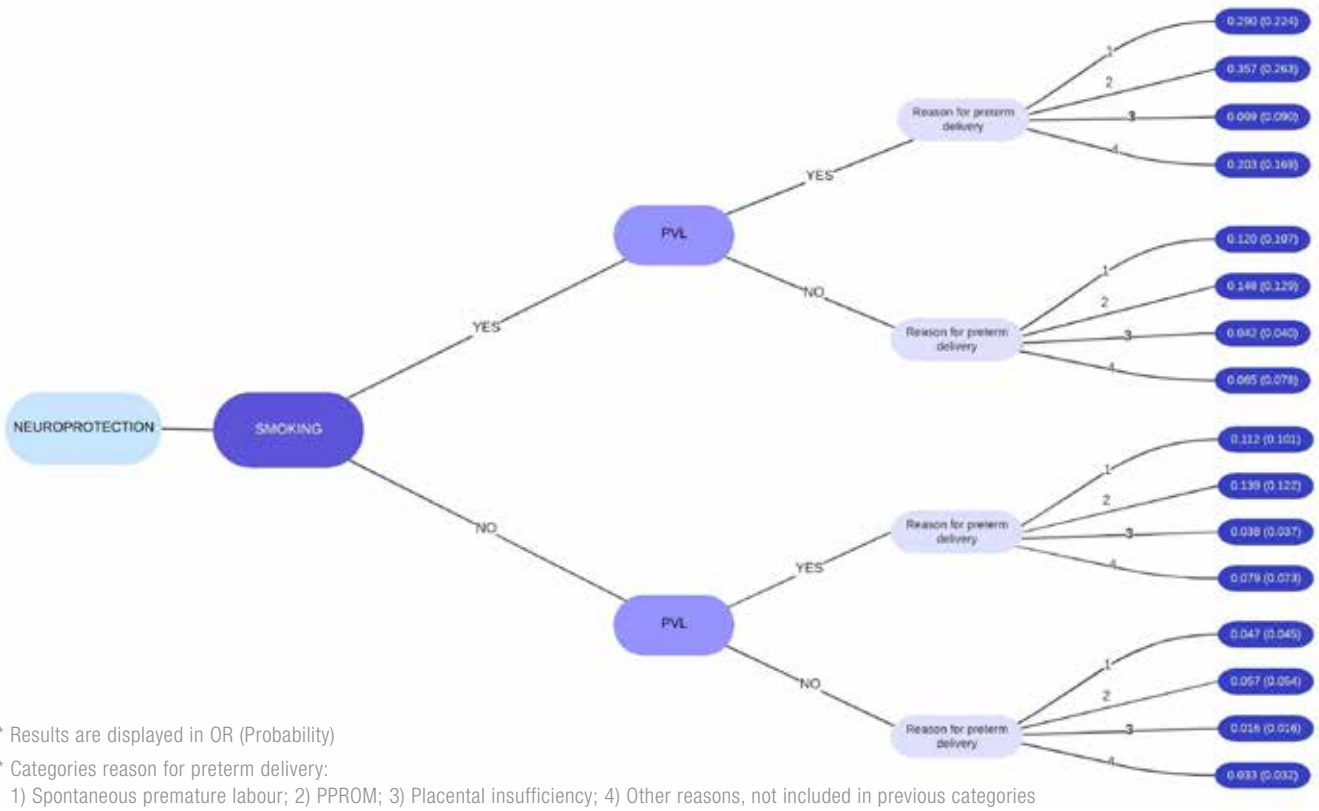 NEUROPROTECTION
SMOKING
YES
NO
PVL
YES
NO
PVL
YES
NO
Reason for preterm
delivery
1
2
3
4
0.290 (0.224)
0.357 (0.263)
0.099 (0.090)
0.203 (0.169)
Reason for preterm
delivery
1
2
3
4
0.120 (0.107)
0.148 (0.129)
0.042 (0.040)
(0.078)
Reason for preterm
delivery
1
2
3
4
0.112 (0.101)
0.139 (0.122)
0.038 (0.037)
0.079 (0.073)
Reason for preterm
delivery
1
2
3
4
0.047 (0.045)
0.057 (0.054)
0.016 (0.016)
0.033 (0.032)
* Results are displayed in OR (Probability)
* Categories reason for preterm delivery:
1) Spontaneous premature labour; 2) PPROM; 3) Placental insufficiency; 4) Other reasons, not included in previous categories